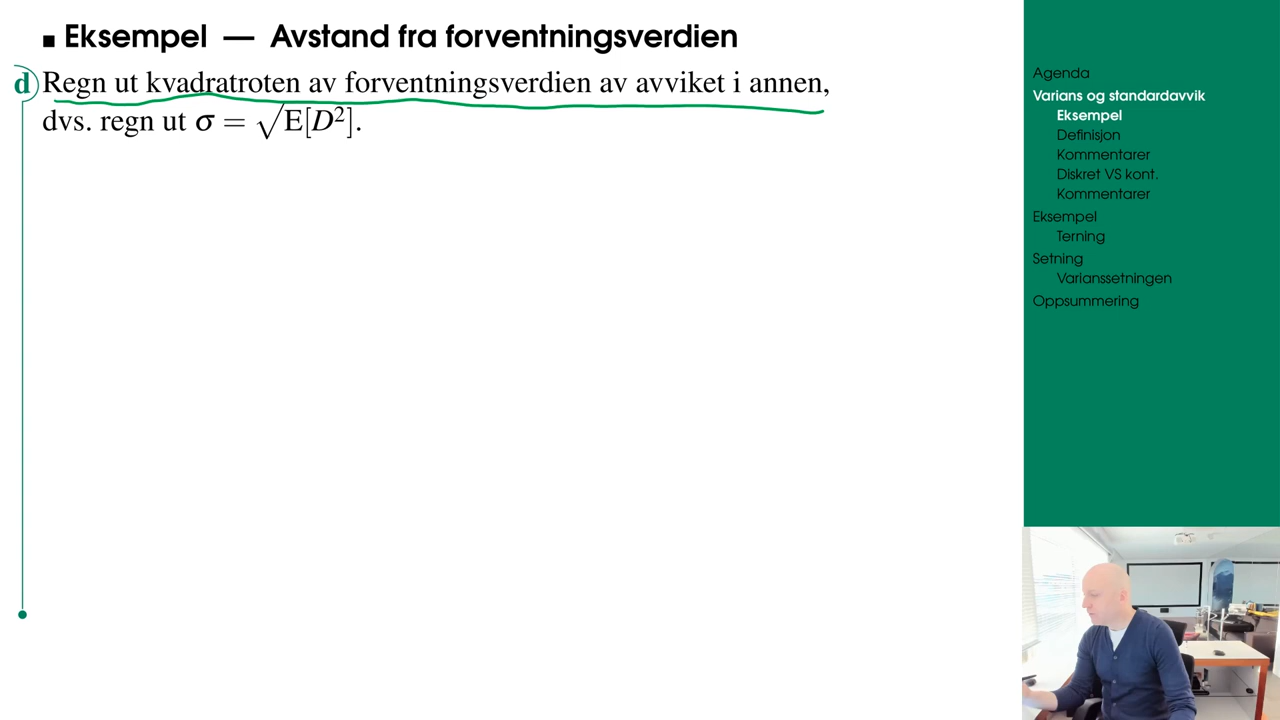 Eksempel — Avstand fra forventningsverdien
d Regn ut kvadratroten av forventningsverdien av avviket i annen,
dvs. regn ut σ = √E[D²].
Agenda
Varians og standardavvik
Eksempel
Definisjon
Kommentarer
Diskret VS kont.
Kommentarer
Eksempel
Terning
Setning
Varianssetningen
Oppsummering